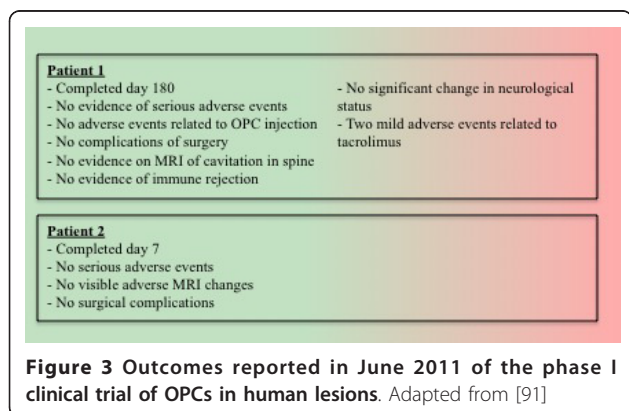 Patient 1
- Completed day 180
- No evidence of serious adverse events
- No adverse events related to OPC injection
- No complications of surgery
- No evidence on MRI of cavitation in spine
- No evidence of immune rejection
- No significant change in neurological
status
- Two mild adverse events related to
tacrolimus
Patient 2
- Completed day 7
- No serious adverse events
- No visible adverse MRI changes
- No surgical complications
Figure 3 Outcomes reported in June 2011 of the phase I
clinical trial of OPCs in human lesions. Adapted from [91]